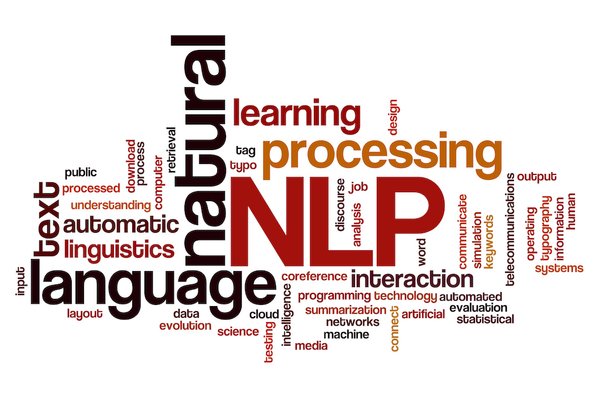 natural
learning
design
processing
NLP
tag
typo
retrieval
computer
process
download
public
processed
understanding
text
automatic
linguistics
language
input
layout
data
evolution
cloud
science
testing
intelligence
coreference
interaction
programming
technology
automated
summarization
artificial
evaluation
networks
statistical
machine
connect
media
discourse
job
analysis
word
communicate
simulation
keywords
telecommunications
output
operating
typography
information
human
systems